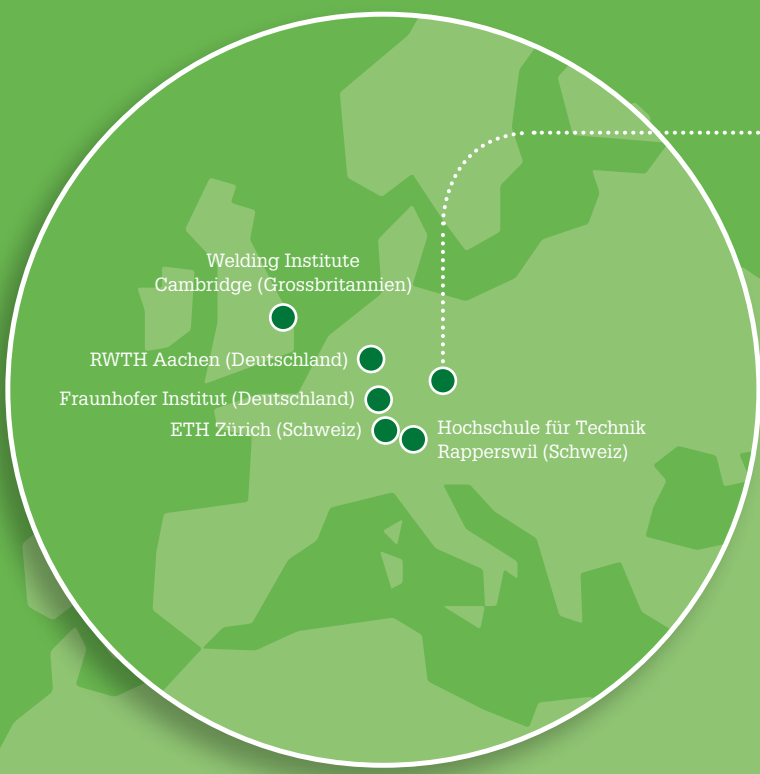 Welding Institute
Cambridge (Grossbritannien)
RWTH Aachen (Deutschland)
Fraunhofer Institut (Deutschland)
ETH Zürich (Schweiz)
Hochschule für Technik
Rapperswil (Schweiz)